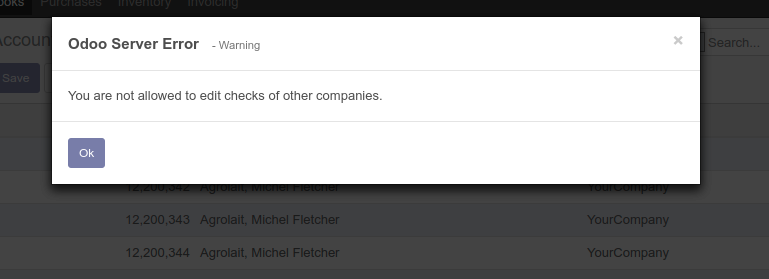 ooks Purchases Inventory Invoicing
Odoo Server Error - Warning ×
Accoun
Search...
Save
You are not allowed to edit checks of other companies.
Ok
12,200,342 Agrolait, Michel Fletcher YourCompany
12,200,343 Agrolait, Michel Fletcher YourCompany
12,200,344 Agrolait, Michel Fletcher YourCompany